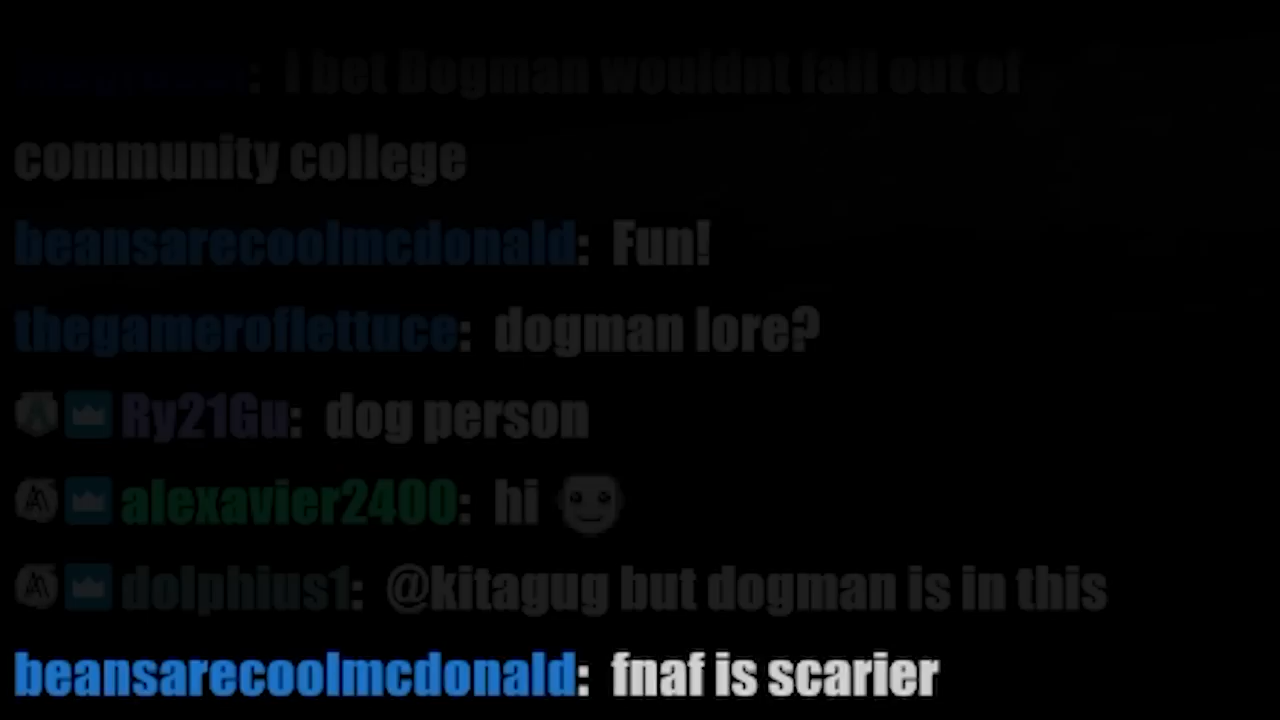 : I bet Dogman wouldnt fall out of
community college
beansarecoolmcdonald: Fun!
thegameroflettuce: dogman lore?
Ry21Gu: dog person
alexavier2400: hi
dolphius1: @kitagug but dogman is in this
beansarecoolmcdonald: fnaf is scarier